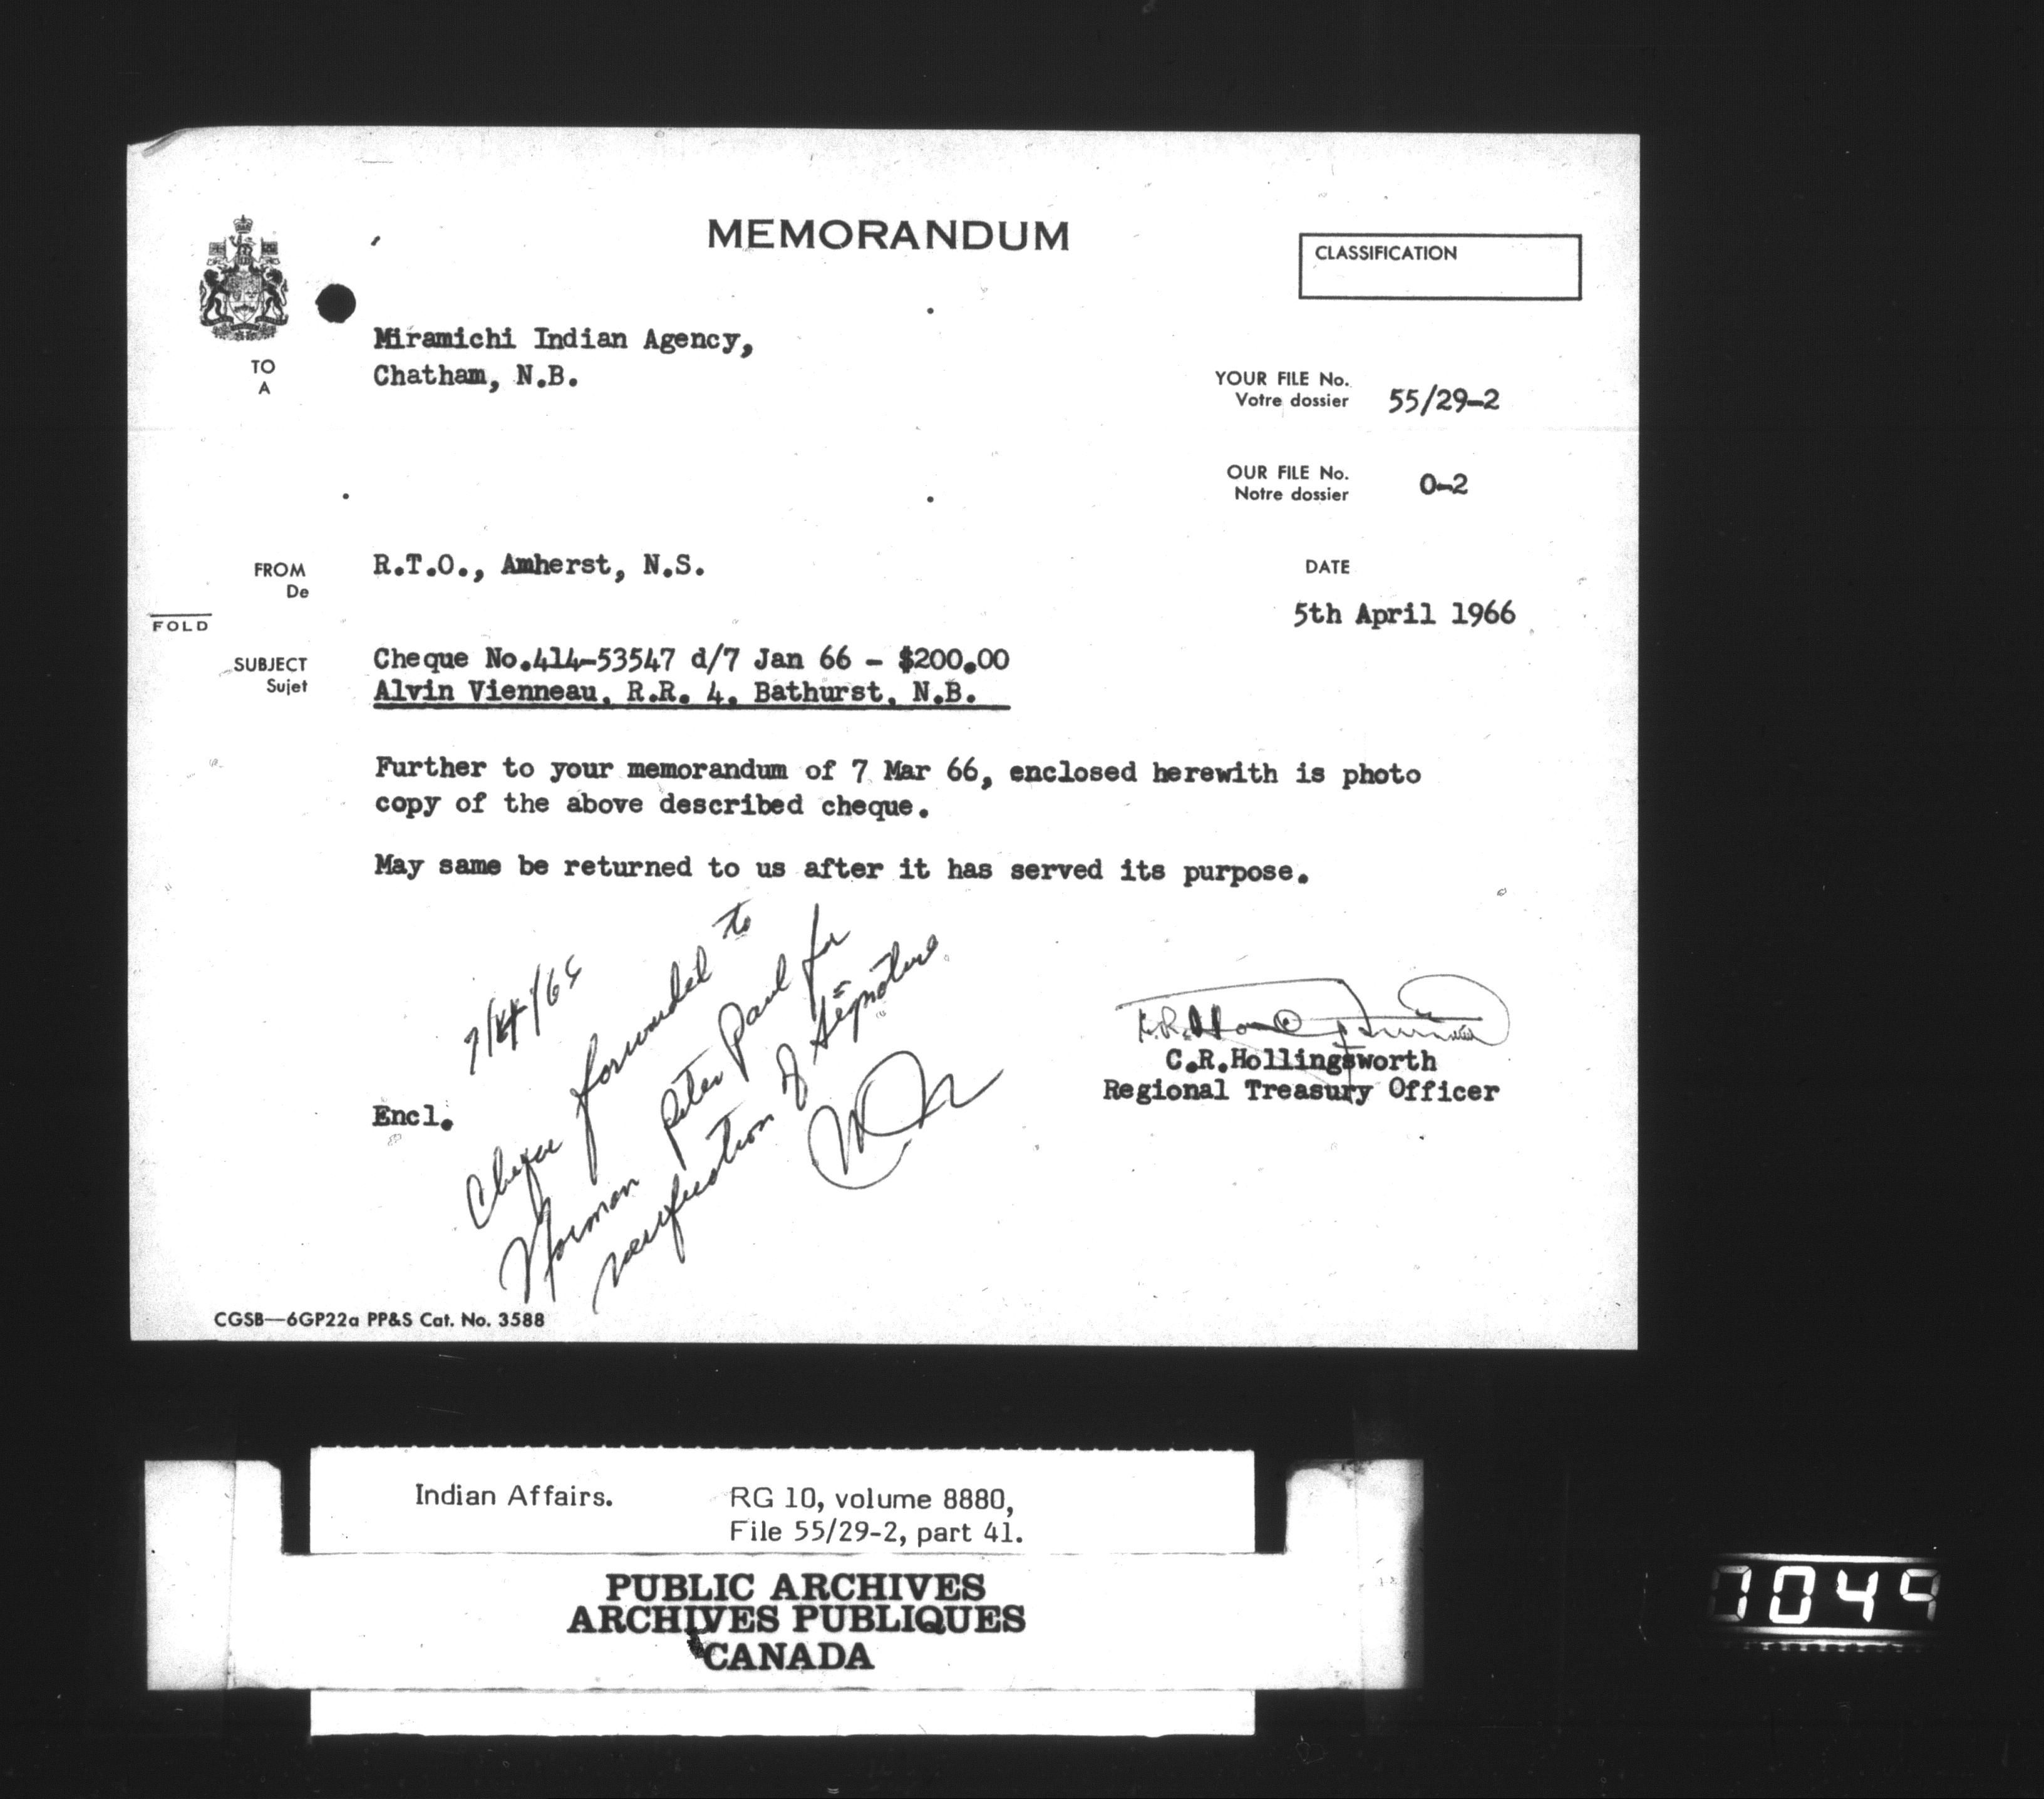 MEMORANDUM
CLASSIFICATION
TO
A
Miramichi Indian Agency,
Chatham, N.B.
YOUR FILE No.
Votre dossier
55/29-2
OUR FILE No.
Notre dossier
0-2
FROM
De
R.T.O., Amherst, N.S.
DATE
5th April 1966
FOLD
SUBJECT
Sujet
Cheque No.414-53547 d/7 Jan 66 - $200.00
Alvin Vienneau, R.R. 4, Bathurst, N.B.
Further to your memorandum of 7 Mar 66, enclosed herewith is photo
copy of the above described cheque.
May same be returned to us after it has served its purpose.
Cheque forwarded to
Norman Peter Paul for
verification of signature
C.R.Hollingsworth
Regional Treasury Officer
Encl.
CGSB—6GP22a PP&S Cat. No. 3588
Indian Affairs.
RG 10, volume 8880,
File 55/29-2, part 41.
PUBLIC ARCHIVES
ARCHIVES PUBLIQUES
CANADA
1049